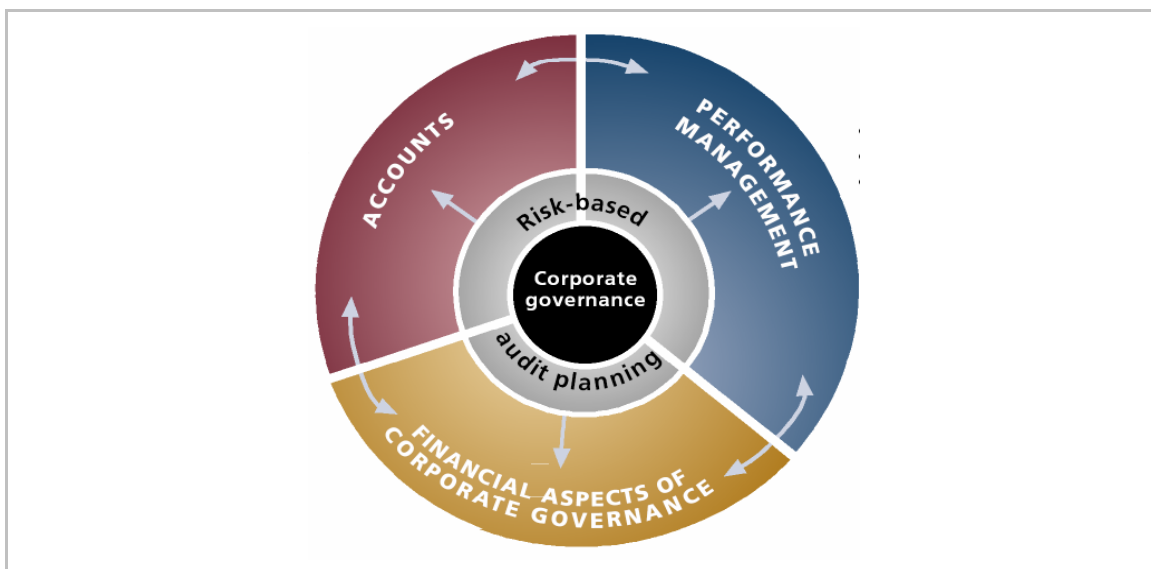 ACCOUNTS
PERFORMANCE
MANAGEMENT
Risk-based
Corporate
governance
audit planning
FINANCIAL ASPECTS OF
CORPORATE GOVERNANCE